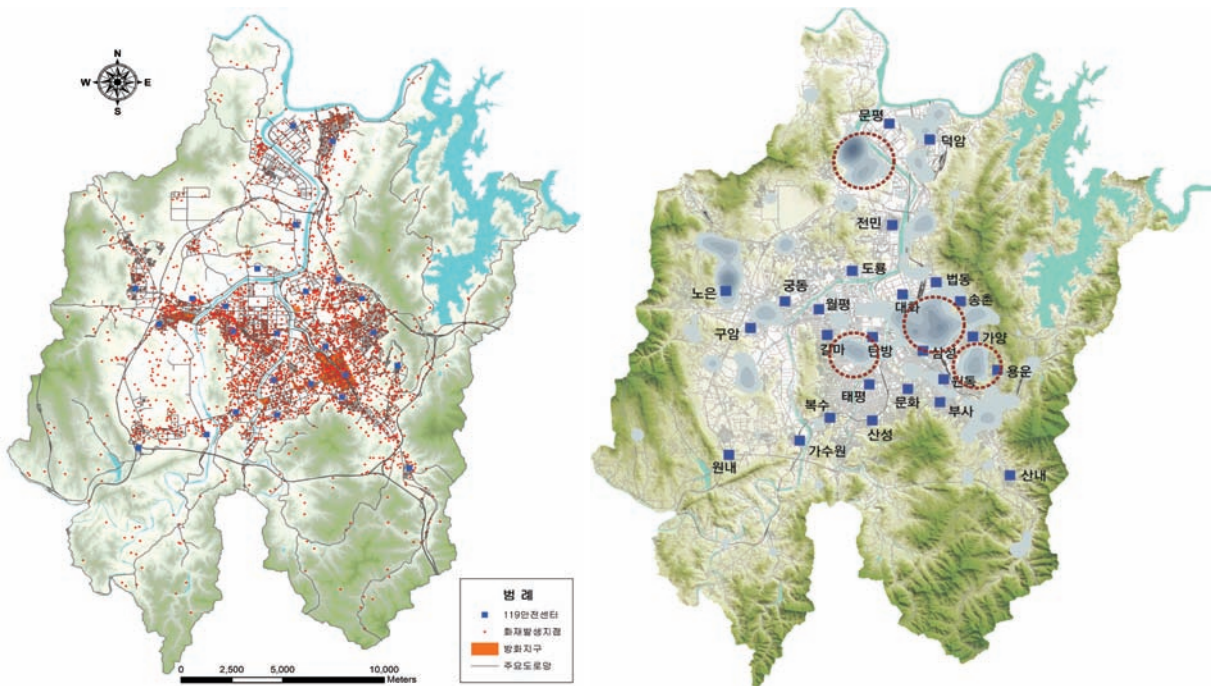 N
W E
S
범 례
119안전센터
화재발생지점
방화지구
주요도로망
0 2,500 5,000 10,000
Meters
문평
덕암
전민
도룡
법동
노은
궁동
대화
송촌
월평
구암
가양
갈마
탄방
삼성
용운
원동
태평
문화
부사
복수
산성
가수원
원내
산내